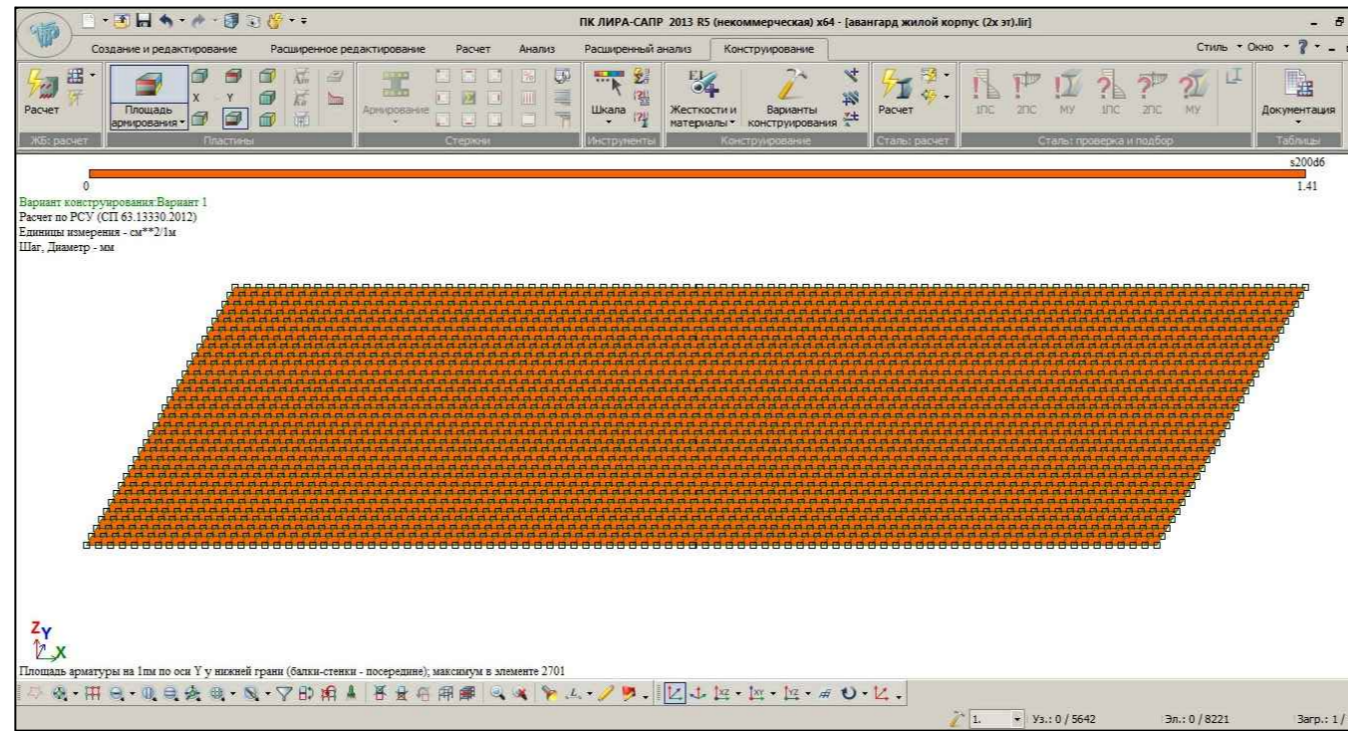 ПК ЛИРА-САПР 2013 R5 (некоммерческая) x64 - [авангард жилой корпус (2х эт).lir]
Создание и редактирование Расширенное редактирование Расчет Анализ Расширенный анализ Конструирование Стиль Окно
Расчет
Площадь армирования
X Y
Армирование
Шкала
Жесткости и материалы
Варианты конструирования
Расчет
1ПС 2ПС МУ 1ПС 2ПС МУ
Документация
ЖБ: расчет Пластины Стержни Инструменты Конструирование Сталь: расчет Сталь: проверка и подбор Таблицы
s200d6
0 1.41
Вариант конструирования:Вариант 1
Расчет по РСУ (СП 63.13330.2012)
Единицы измерения - см**2/1м
Шаг, Диаметр - мм
Z Y
X
Площадь арматуры на 1пм по оси Y у нижней грани (балки-стенки - посередине); максимум в элементе 2701
1. Уз.: 0 / 5642 Эл.: 0 / 8221 Загр.: 1 /